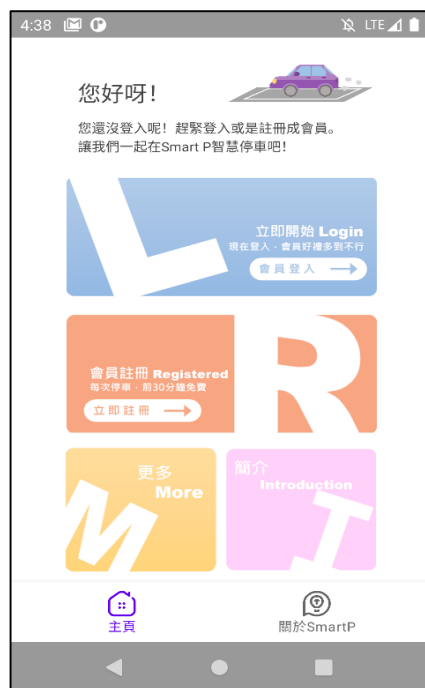 4:38
LTE
您好呀!
您還沒登入呢! 趕緊登入或是註冊成會員。
讓我們一起在Smart P智慧停車吧!
L
立即開始 Login
現在登入，會員好禮多到不行
會員登入
R
會員註冊 Registered
每次停車，前30分鐘免費
立即註冊
更多
More
M
簡介
Introduction
I
主頁
關於SmartP